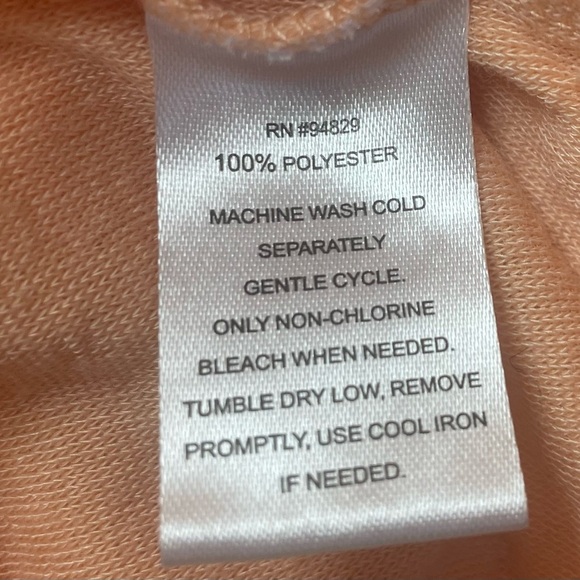 RN #94829
100% POLYESTER
MACHINE WASH COLD
SEPARATELY
GENTLE CYCLE.
ONLY NON-CHLORINE
BLEACH WHEN NEEDED.
TUMBLE DRY LOW, REMOVE
PROMPTLY, USE COOL IRON
IF NEEDED.